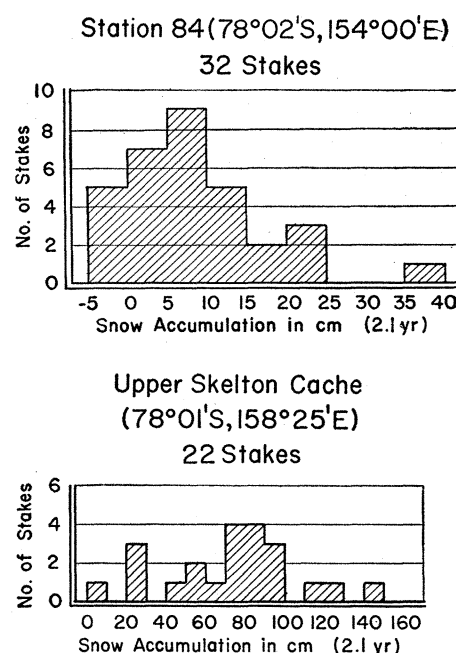 Station 84 (78°02'S, 154°00'E)
32 Stakes
10
8
6
4
2
0
No. of Stakes
-5 0 5 10 15 20 25 30 35 40
Snow Accumulation in cm (2.1 yr)
Upper Skelton Cache
(78°01'S, 158°25'E)
22 Stakes
6
4
2
0
No. of Stakes
0 20 40 60 80 100 120 140 160
Snow Accumulation in cm (2.1 yr)